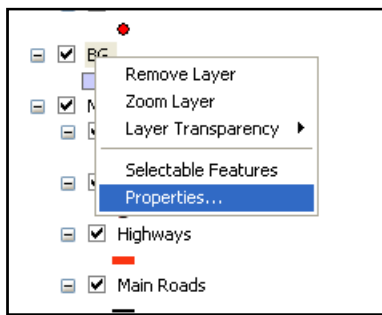 BG
Remove Layer
Zoom Layer
Layer Transparency
Selectable Features
Properties...
Highways
Main Roads